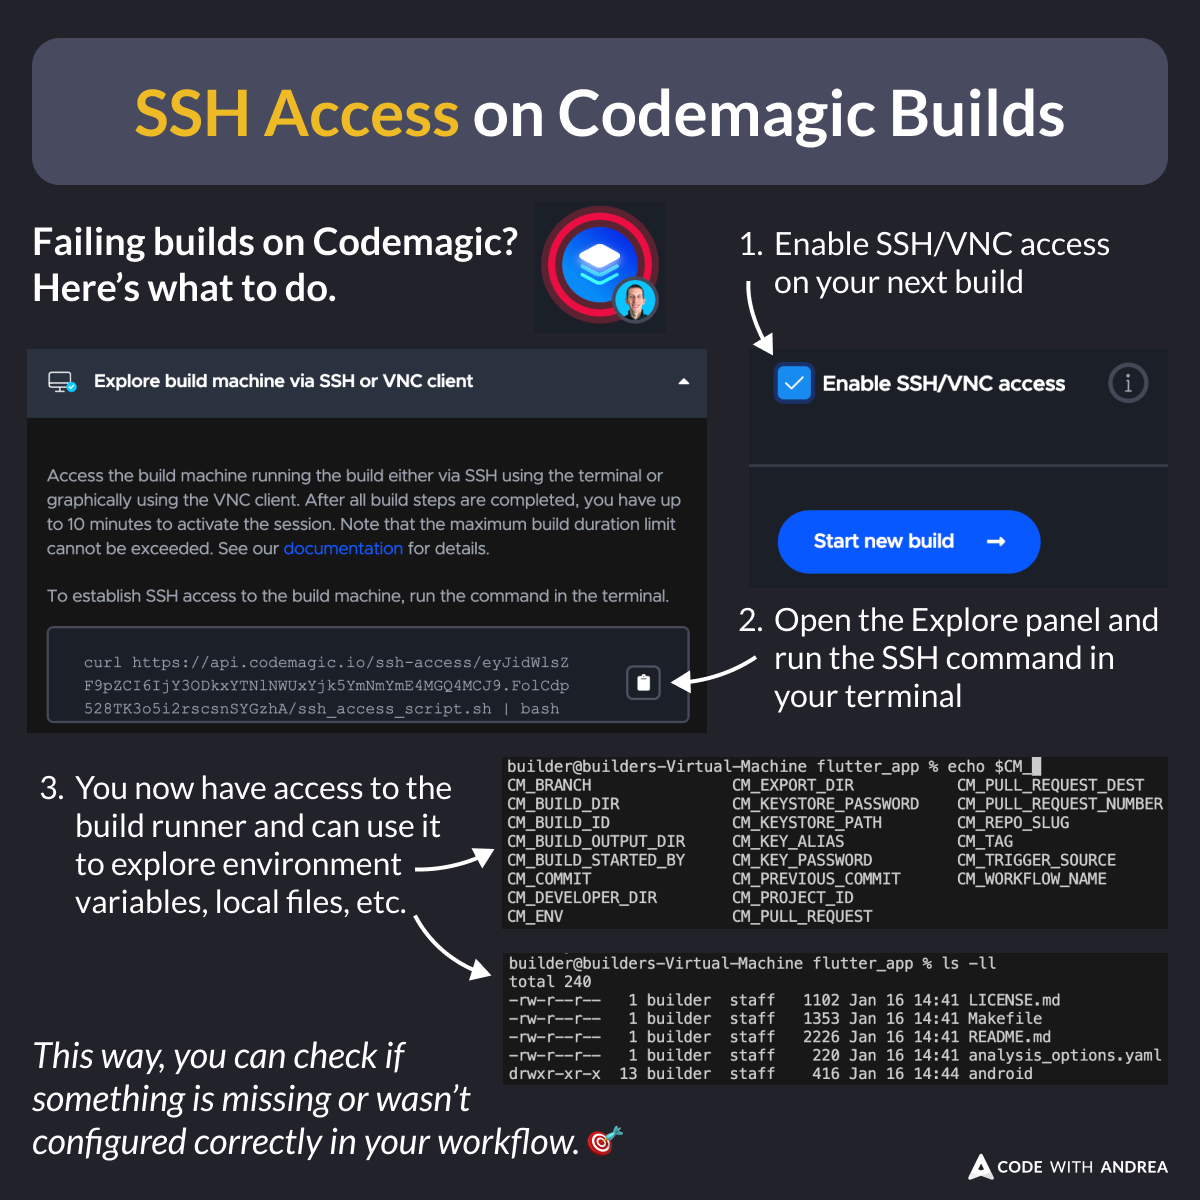 SSH Access on Codemagic Builds
Failing builds on Codemagic?
Here's what to do.
1. Enable SSH/VNC access
on your next build
Enable SSH/VNC access
i
Start new build →
Explore build machine via SSH or VNC client
Access the build machine running the build either via SSH using the terminal or
graphically using the VNC client. After all build steps are completed, you have up
to 10 minutes to activate the session. Note that the maximum build duration limit
cannot be exceeded. See our documentation for details.
To establish SSH access to the build machine, run the command in the terminal.
curl https://api.codemagic.io/ssh-access/eyJidWlsZ
F9pZCI6IjY3ODkxYTNlNWUxYjk5YmNmYmE4MGQ4MCJ9.FolCdp
528TK3o5i2rscsnSYGzhA/ssh_access_script.sh | bash
2. Open the Explore panel and
run the SSH command in
your terminal
3. You now have access to the
build runner and can use it
to explore environment
variables, local files, etc.
builder@builders-Virtual-Machine flutter_app % echo $CM_
CM_BRANCH CM_EXPORT_DIR CM_PULL_REQUEST_DEST
CM_BUILD_DIR CM_KEYSTORE_PASSWORD CM_PULL_REQUEST_NUMBER
CM_BUILD_ID CM_KEYSTORE_PATH CM_REPO_SLUG
CM_BUILD_OUTPUT_DIR CM_KEY_ALIAS CM_TAG
CM_BUILD_STARTED_BY CM_KEY_PASSWORD CM_TRIGGER_SOURCE
CM_COMMIT CM_PREVIOUS_COMMIT CM_WORKFLOW_NAME
CM_DEVELOPER_DIR CM_PROJECT_ID
CM_ENV CM_PULL_REQUEST
builder@builders-Virtual-Machine flutter_app % ls -ll
total 240
-rw-r--r-- 1 builder staff 1102 Jan 16 14:41 LICENSE.md
-rw-r--r-- 1 builder staff 1353 Jan 16 14:41 Makefile
-rw-r--r-- 1 builder staff 2226 Jan 16 14:41 README.md
-rw-r--r-- 1 builder staff 220 Jan 16 14:41 analysis_options.yaml
drwxr-xr-x 13 builder staff 416 Jan 16 14:44 android
This way, you can check if
something is missing or wasn't
configured correctly in your workflow. 🎯
CODE WITH ANDREA